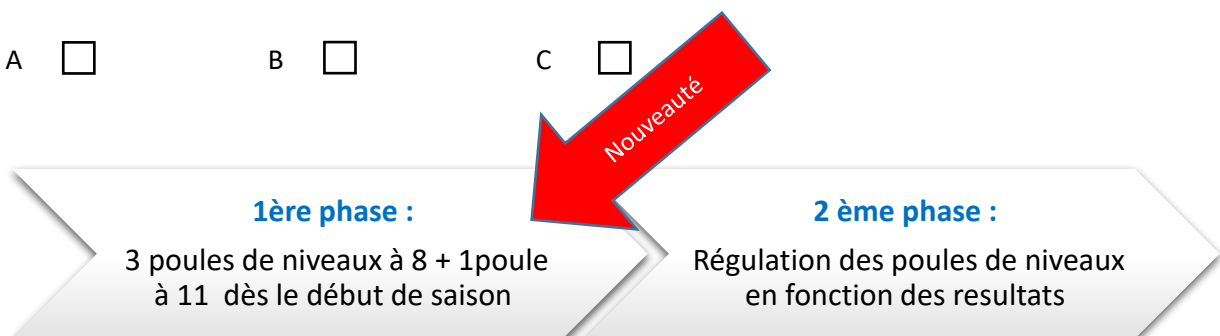 A B C
Nouveauté
1ère phase :
3 poules de niveaux à 8 + 1poule
à 11 dès le début de saison
2 ème phase :
Régulation des poules de niveaux
en fonction des resultats